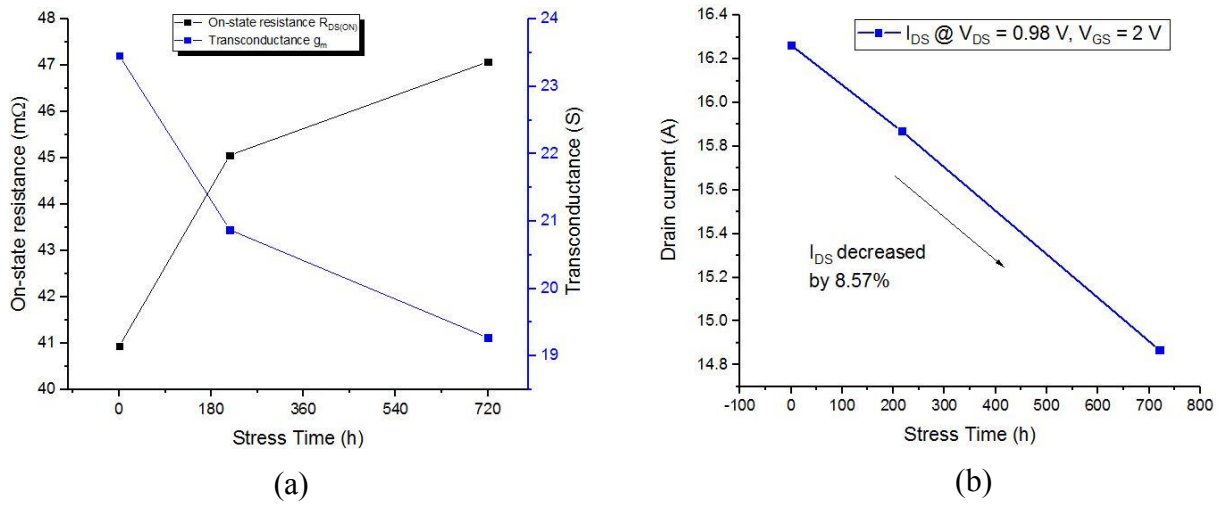 On-state resistance R_DS(ON)
Transconductance g_m
On-state resistance (mΩ)
48
47
46
45
44
43
42
41
40
24
23
22
21
20
19
Transconductance (S)
0 180 360 540 720
Stress Time (h)
(a)
I_DS @ V_DS = 0.98 V, V_GS = 2 V
Drain current (A)
16.4
16.2
16.0
15.8
15.6
15.4
15.2
15.0
14.8
I_DS decreased
by 8.57%
-100 0 100 200 300 400 500 600 700 800
Stress Time (h)
(b)